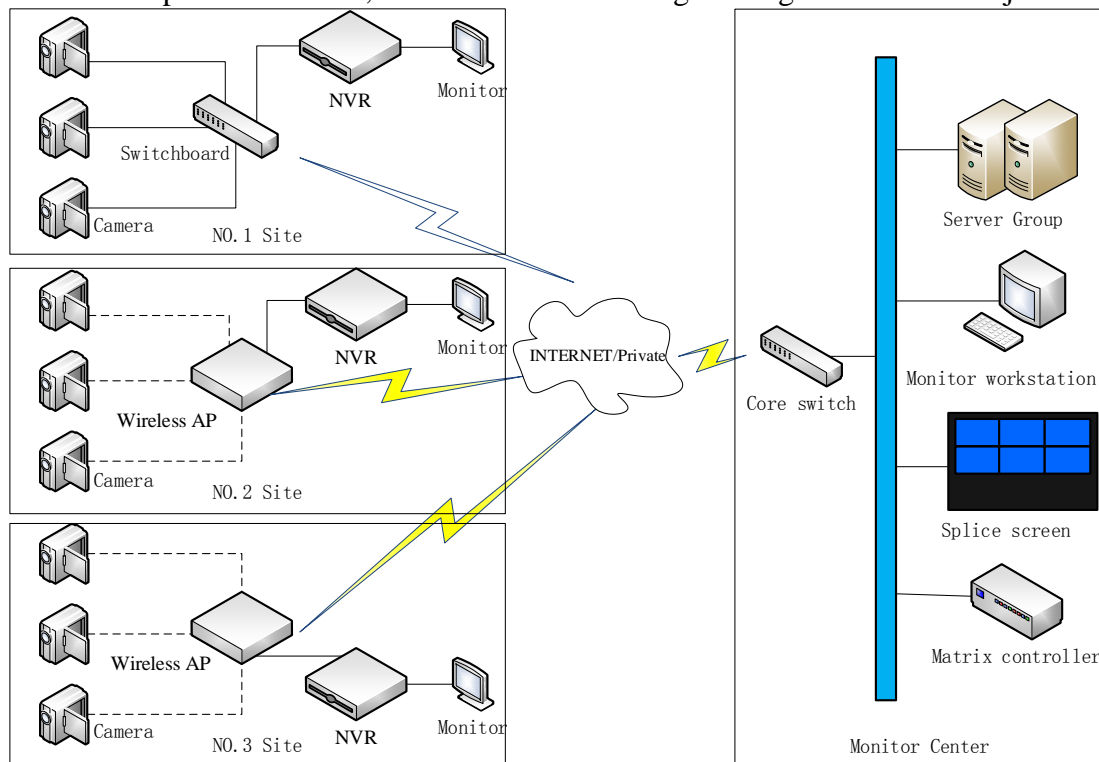 NVR
Monitor
Switchboard
Camera
NO.1 Site
NVR
Monitor
Wireless AP
Camera
NO.2 Site
Wireless AP
Camera
NVR
Monitor
NO.3 Site
INTERNET/Private
Core switch
Server Group
Monitor workstation
Splice screen
Matrix controller
Monitor Center